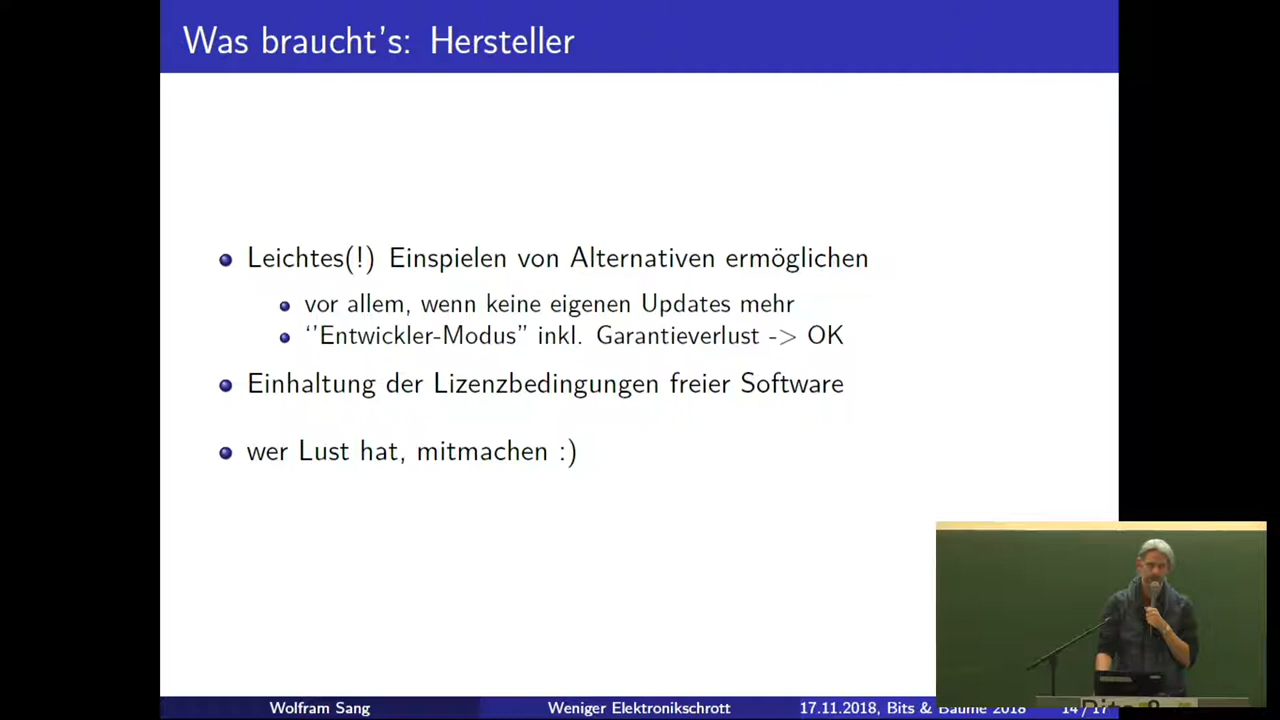 Was braucht's: Hersteller
Leichtes(!) Einspielen von Alternativen ermöglichen
vor allem, wenn keine eigenen Updates mehr
‘’Entwickler-Modus” inkl. Garantieverlust -> OK
Einhaltung der Lizenzbedingungen freier Software
wer Lust hat, mitmachen :)
Wolfram Sang
Weniger Elektronikschrott
17.11.2018, Bits & Bäume 2018
14 / 17
Bits &